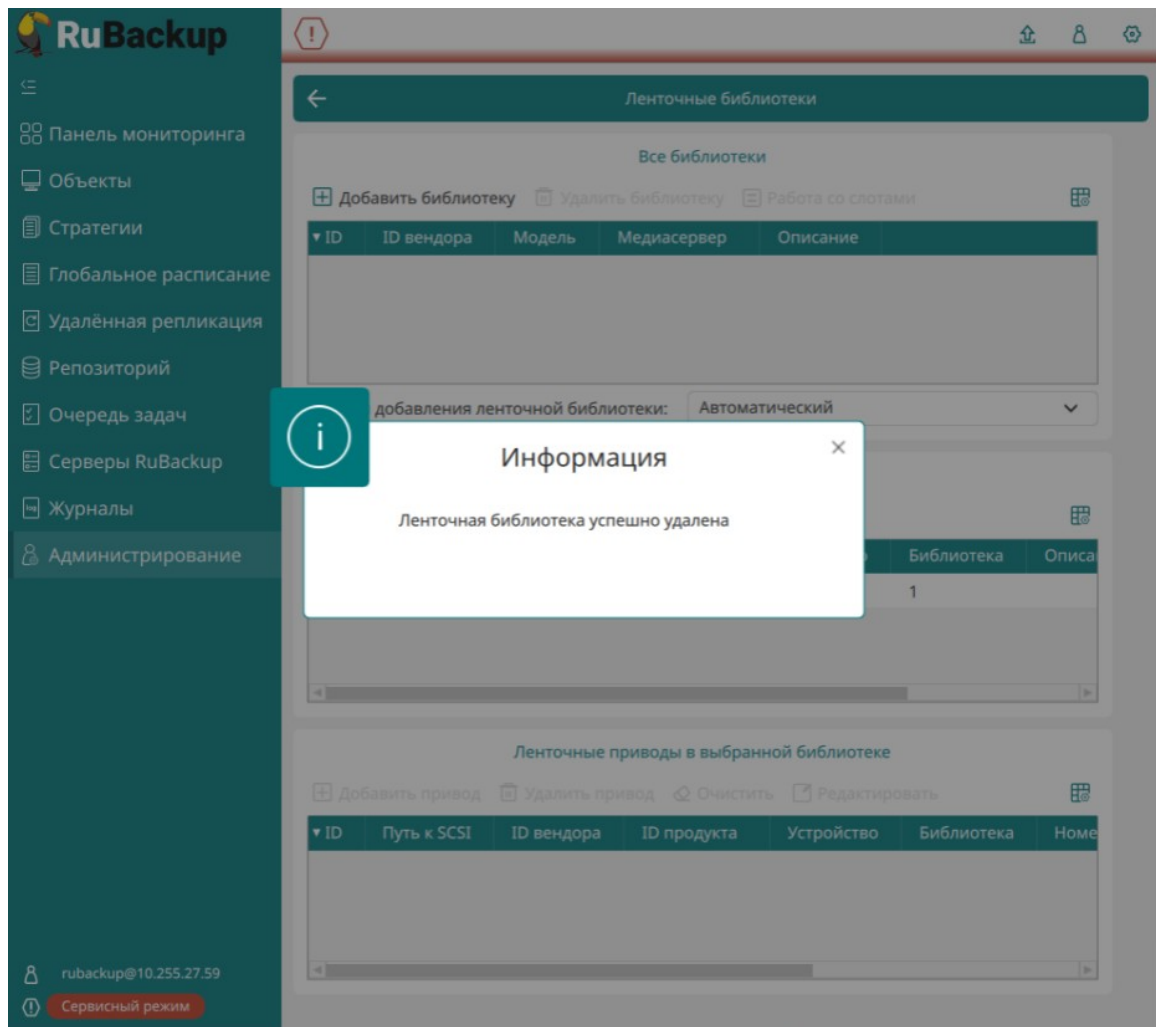 RuBackup
Панель мониторинга
Объекты
Стратегии
Глобальное расписание
Удалённая репликация
Репозиторий
Очередь задач
Серверы RuBackup
Журналы
Администрирование
rubackup@10.255.27.59
Сервисный режим
Ленточные библиотеки
Все библиотеки
Добавить библиотеку Удалить библиотеку Работа со слотами
ID ID вендора Модель Медиасервер Описание
добавления ленточной библиотеки: Автоматический
Информация
Ленточная библиотека успешно удалена
Библиотека Описа
1
Ленточные приводы в выбранной библиотеке
Добавить привод Удалить привод Очистить Редактировать
ID Путь к SCSI ID вендора ID продукта Устройство Библиотека Номе